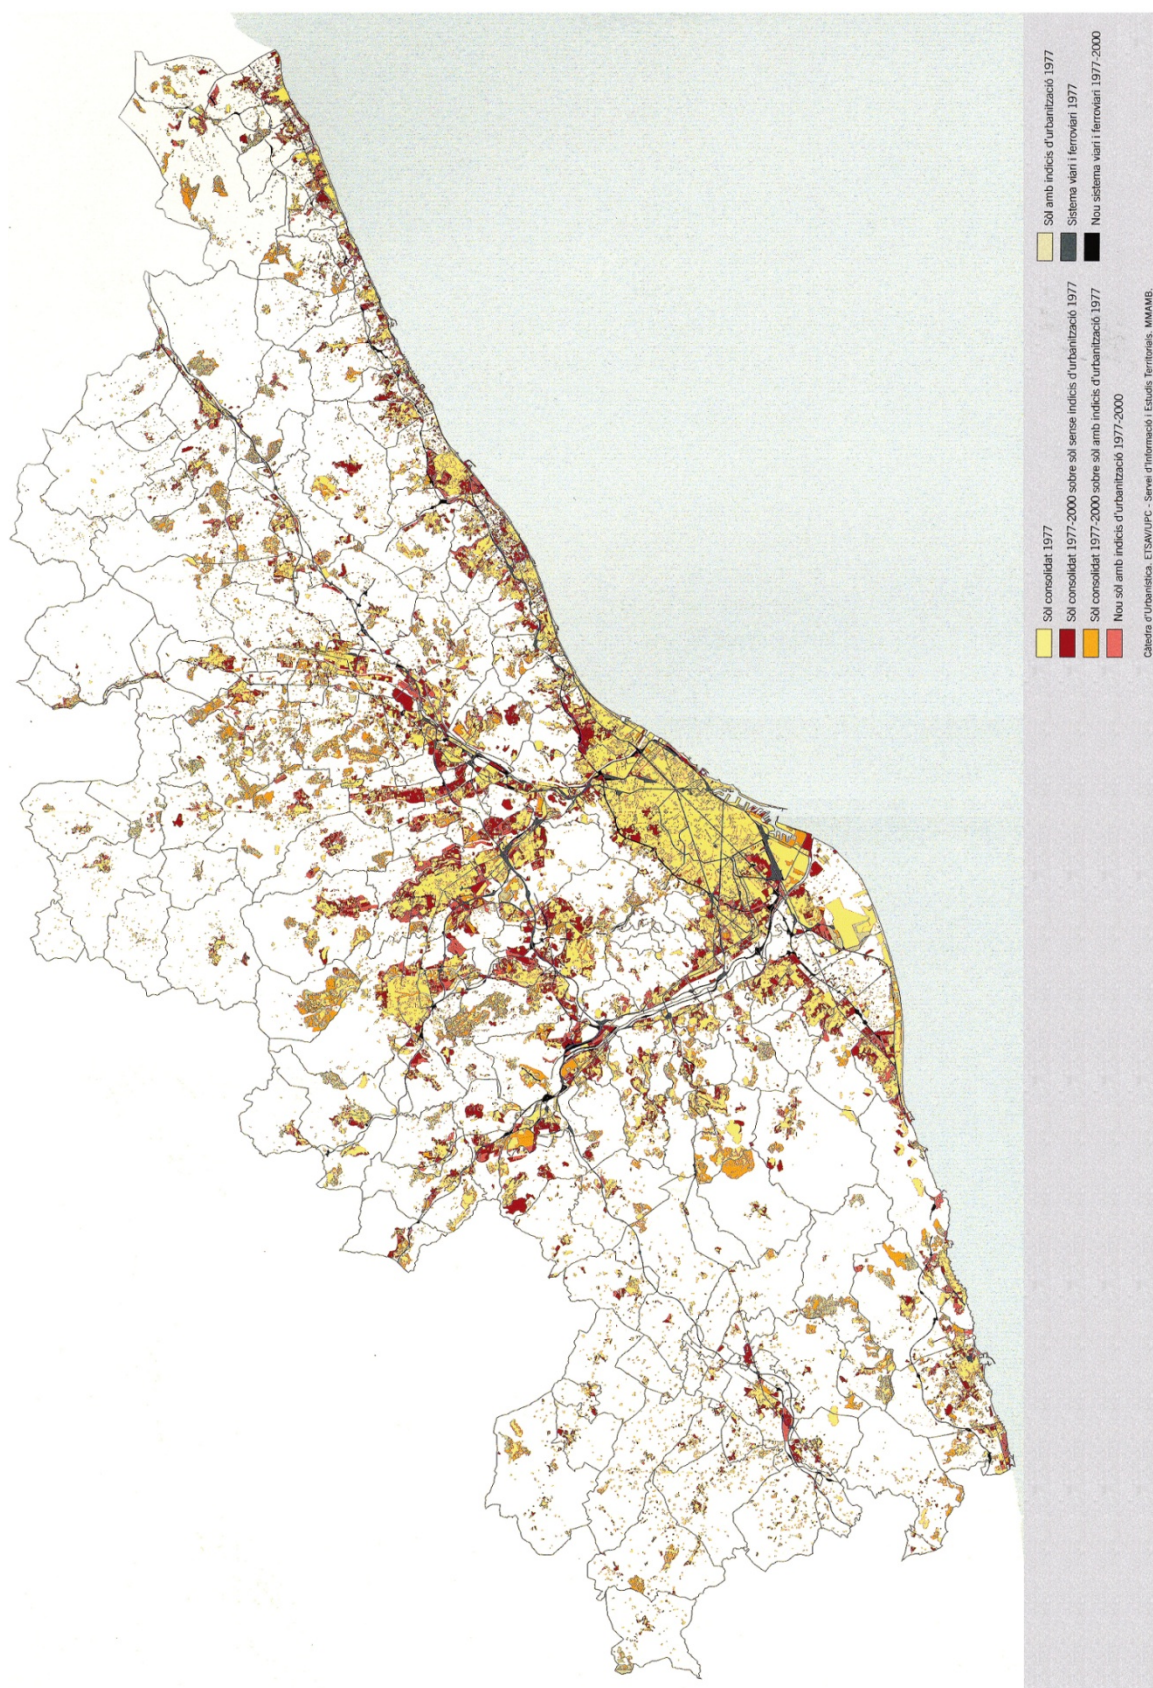 Sòl consolidat 1977
Sòl consolidat 1977-2000 sobre sòl sense indicis d'urbanització 1977
Sòl consolidat 1977-2000 sobre sòl amb indicis d'urbanització 1977
Nou sòl amb indicis d'urbanització 1977-2000
Sòl amb indicis d'urbanització 1977
Sistema viari i ferroviari 1977
Nou sistema viari i ferroviari 1977-2000
Càtedra d'Urbanística. ETSAV/UPC - Servei d'Informació i Estudis Territorials. MMAMB.